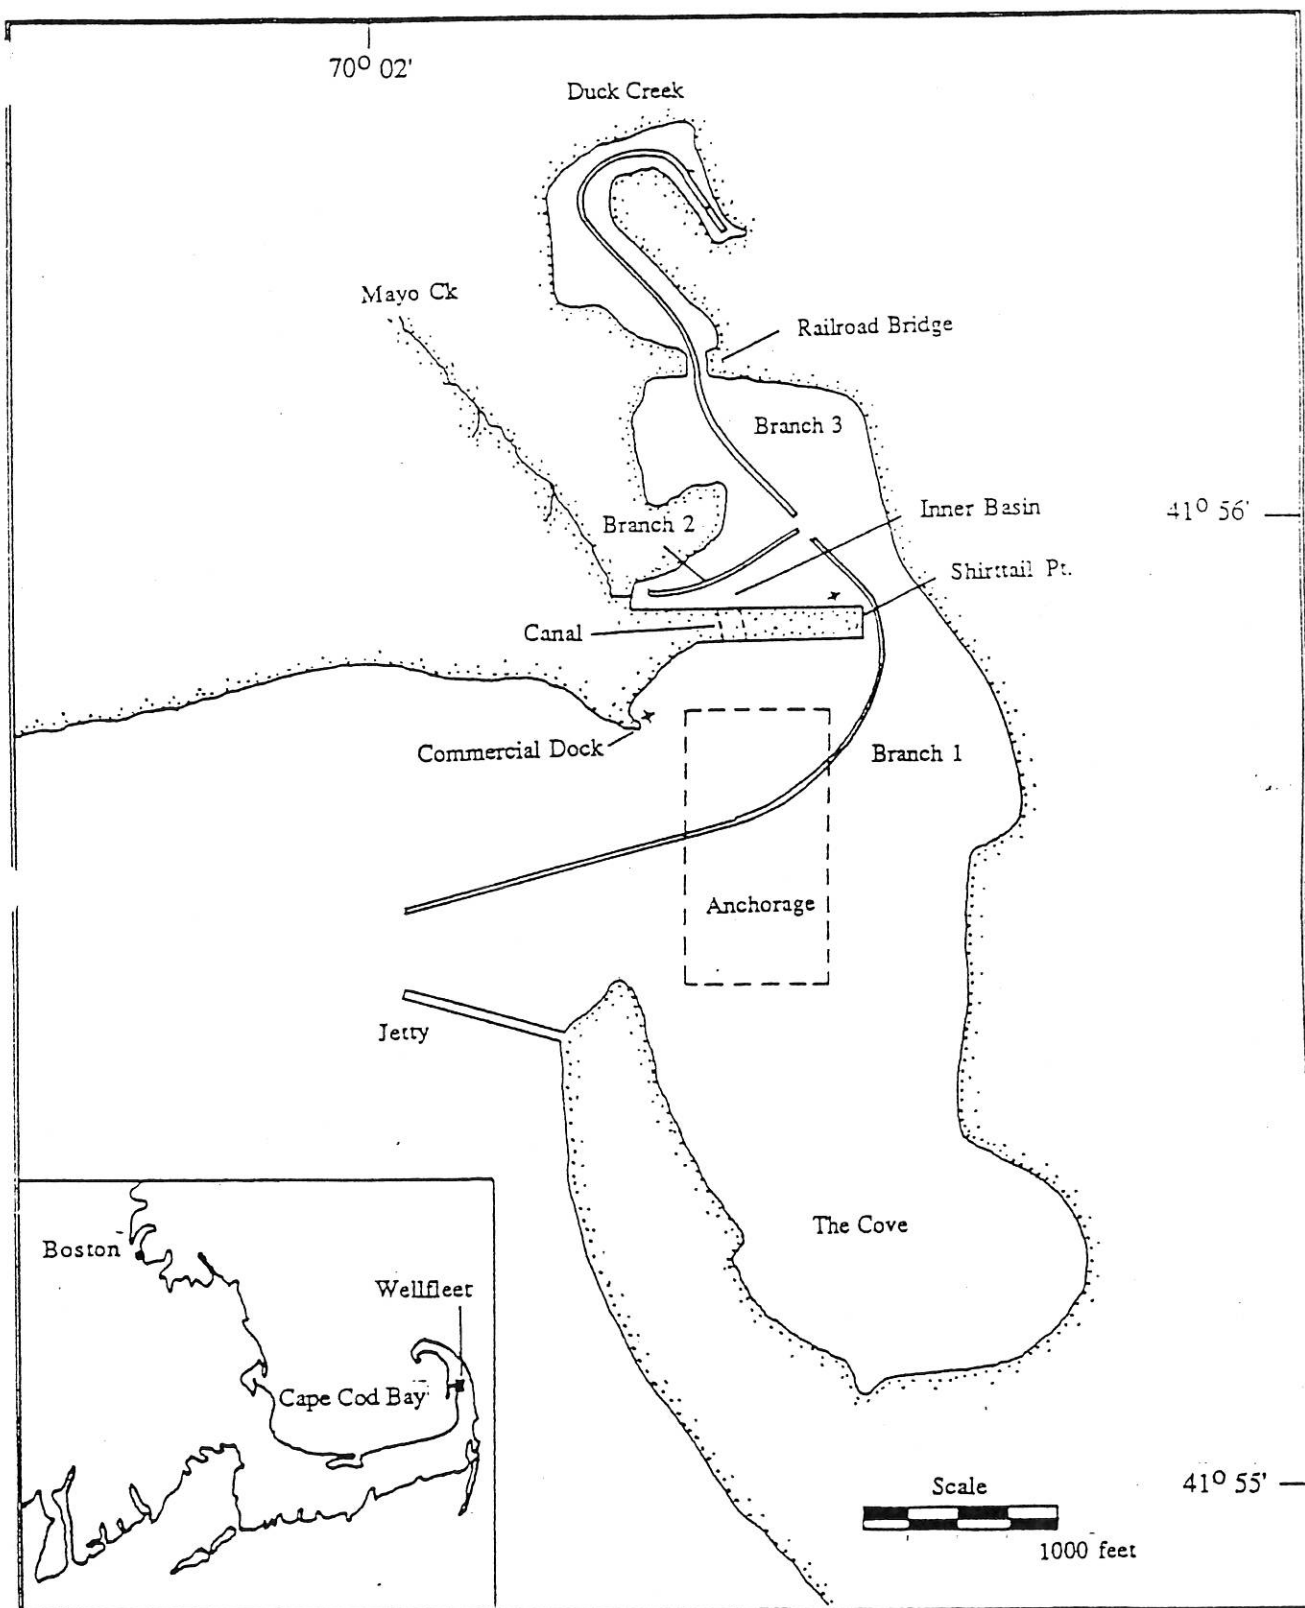 70° 02'
Duck Creek
Mayo Ck
Railroad Bridge
Branch 3
Inner Basin
41° 56'
Branch 2
Shirttail Pt.
Canal
Commercial Dock
Branch 1
Anchorage
Jetty
The Cove
Boston
Wellfleet
Cape Cod Bay
Scale
41° 55'
1000 feet